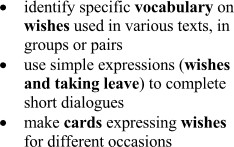 • identify specific vocabulary on
wishes used in various texts, in
groups or pairs
• use simple expressions (wishes
and taking leave) to complete
short dialogues
• make cards expressing wishes
for different occasions